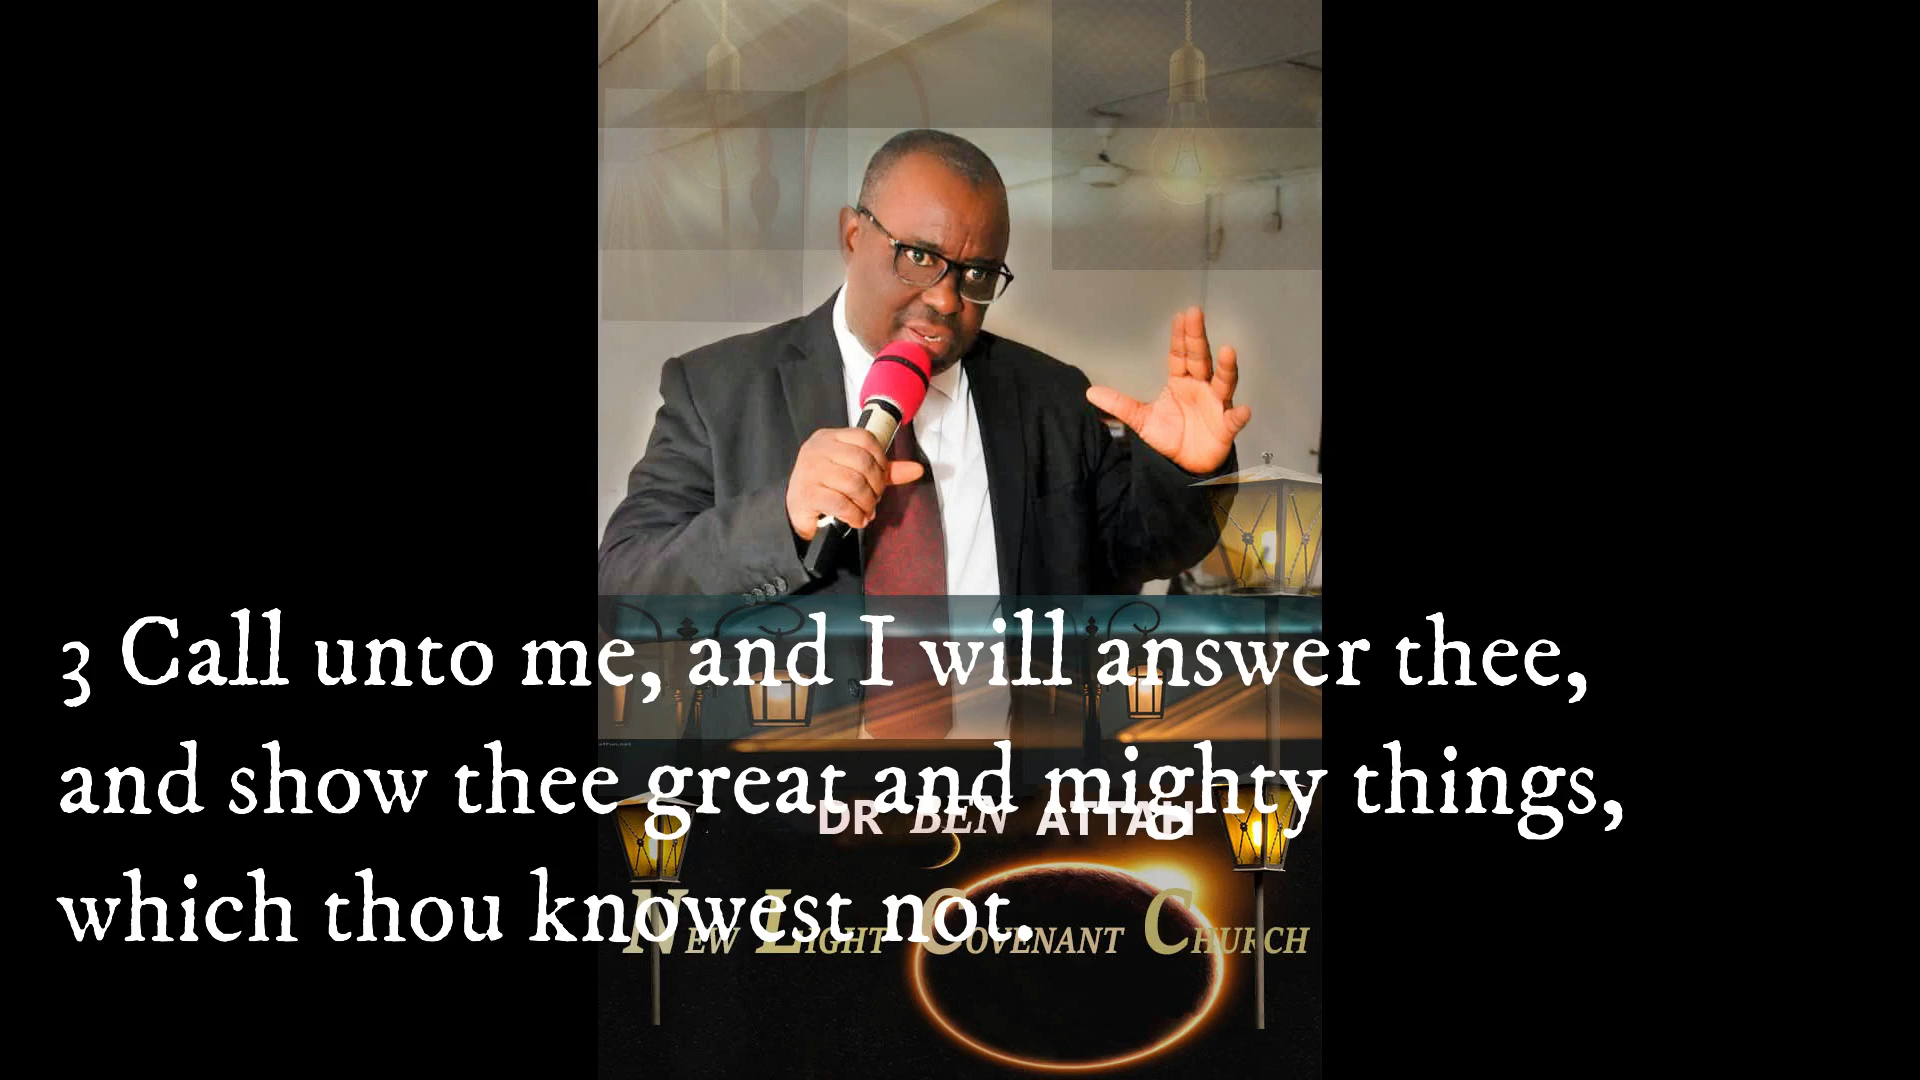 3 Call unto me, and I will answer thee,
and show thee great and mighty things,
which thou knowest not.
DR BEN ATTAH
NEW LIGHT COVENANT CHURCH